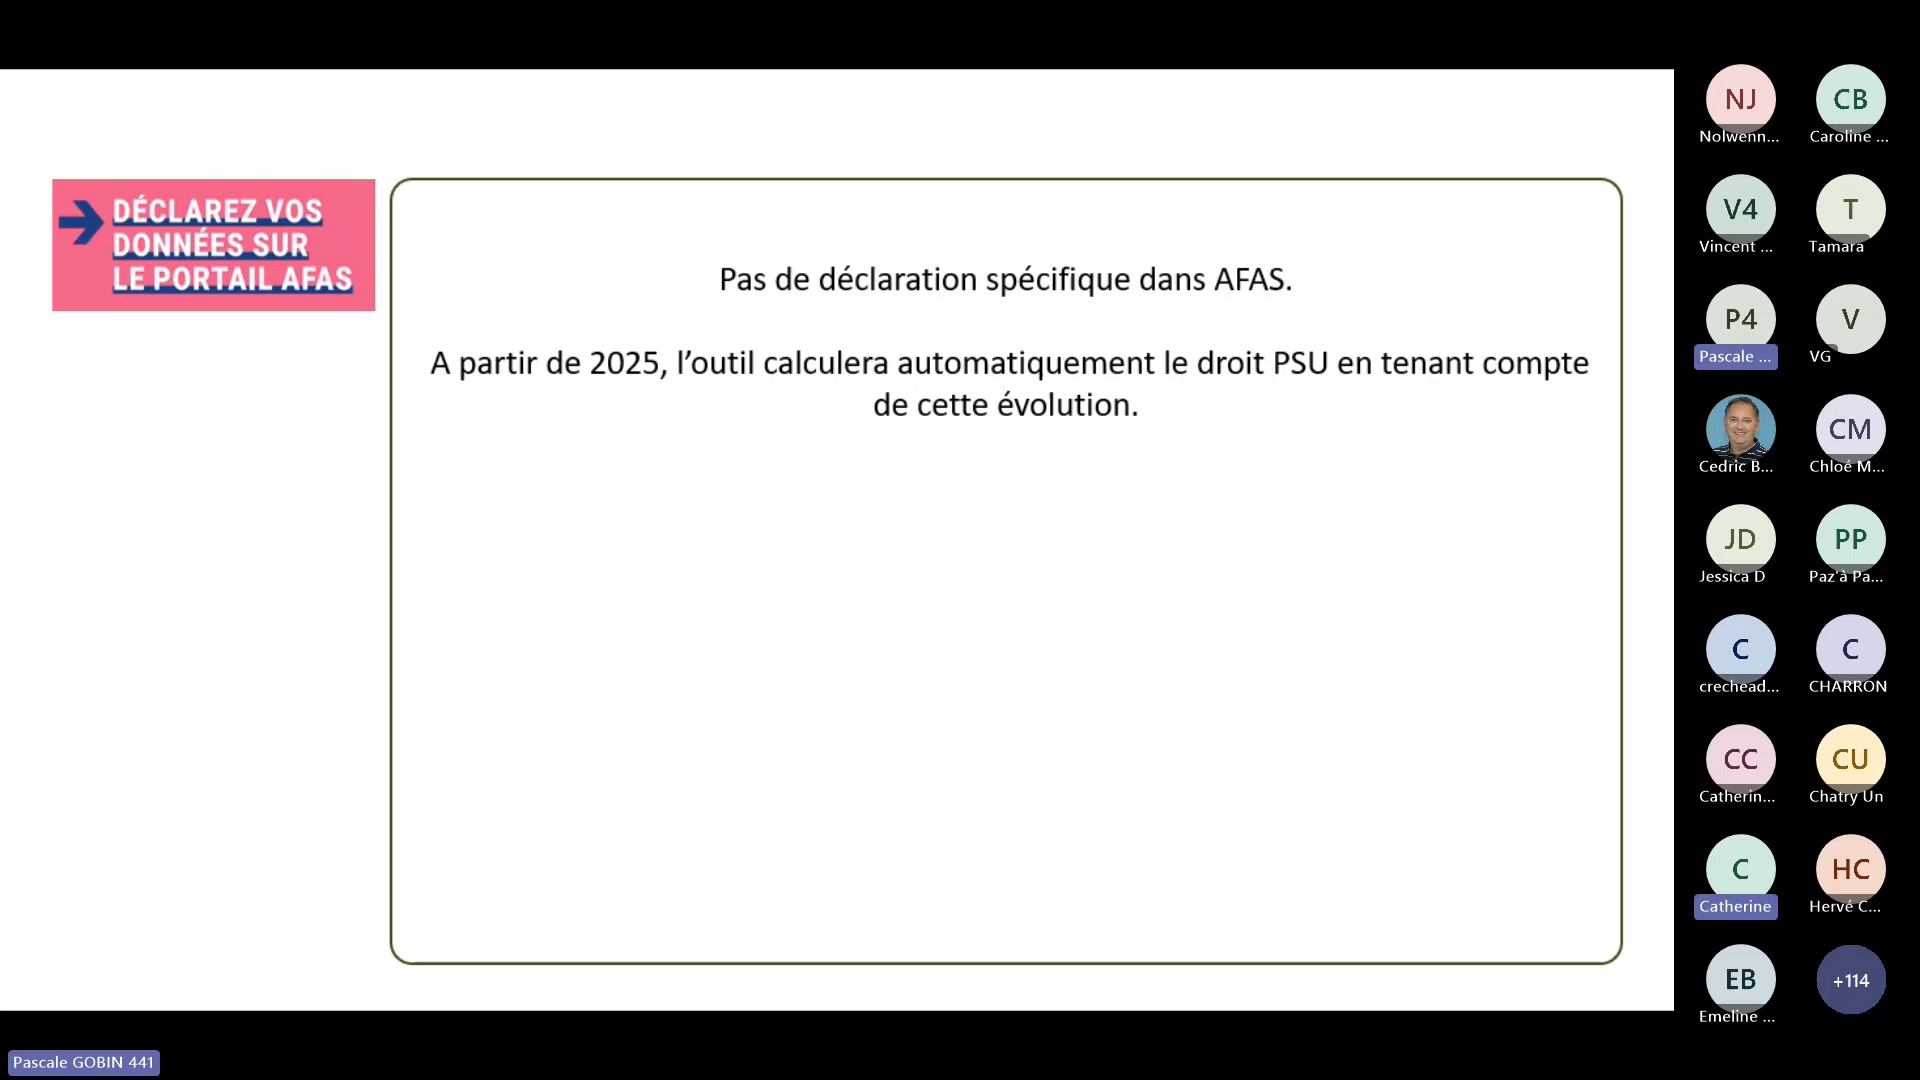 DÉCLAREZ VOS
DONNÉES SUR
LE PORTAIL AFAS
Pas de déclaration spécifique dans AFAS.
A partir de 2025, l’outil calculera automatiquement le droit PSU en tenant compte
de cette évolution.
NJ
Nolwenn...
CB
Caroline ...
V4
Vincent ...
T
Tamara
P4
Pascale ...
V
VG
Cedric B...
CM
Chloé M...
JD
Jessica D
PP
Paz'à Pa...
C
crechead...
C
CHARRON
CC
Catherin...
CU
Chatry Un
C
Catherine
HC
Hervé C...
EB
Emeline ...
+114
Pascale GOBIN 441